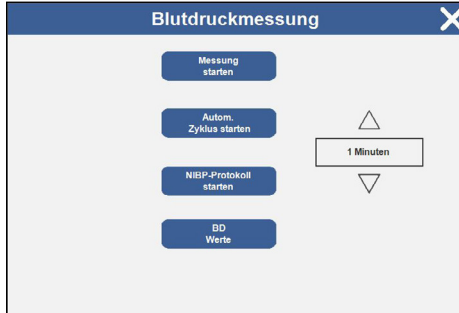 Blutdruckmessung
Messung
starten
Autom.
Zyklus starten
1 Minuten
NIBP-Protokoll
starten
BD
Werte